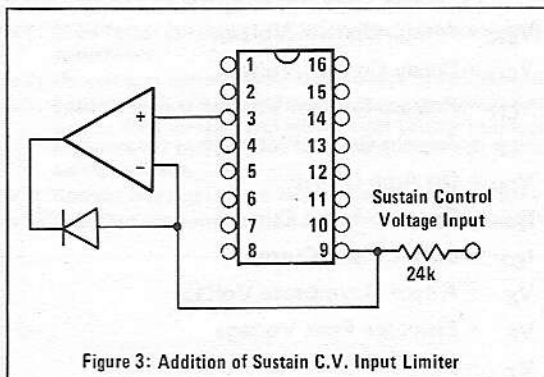 1 16
2 15
3 14
4 13
5 12
6 11
7 10
8 9
+
−
Sustain Control
Voltage Input
24k
Figure 3: Addition of Sustain C.V. Input Limiter